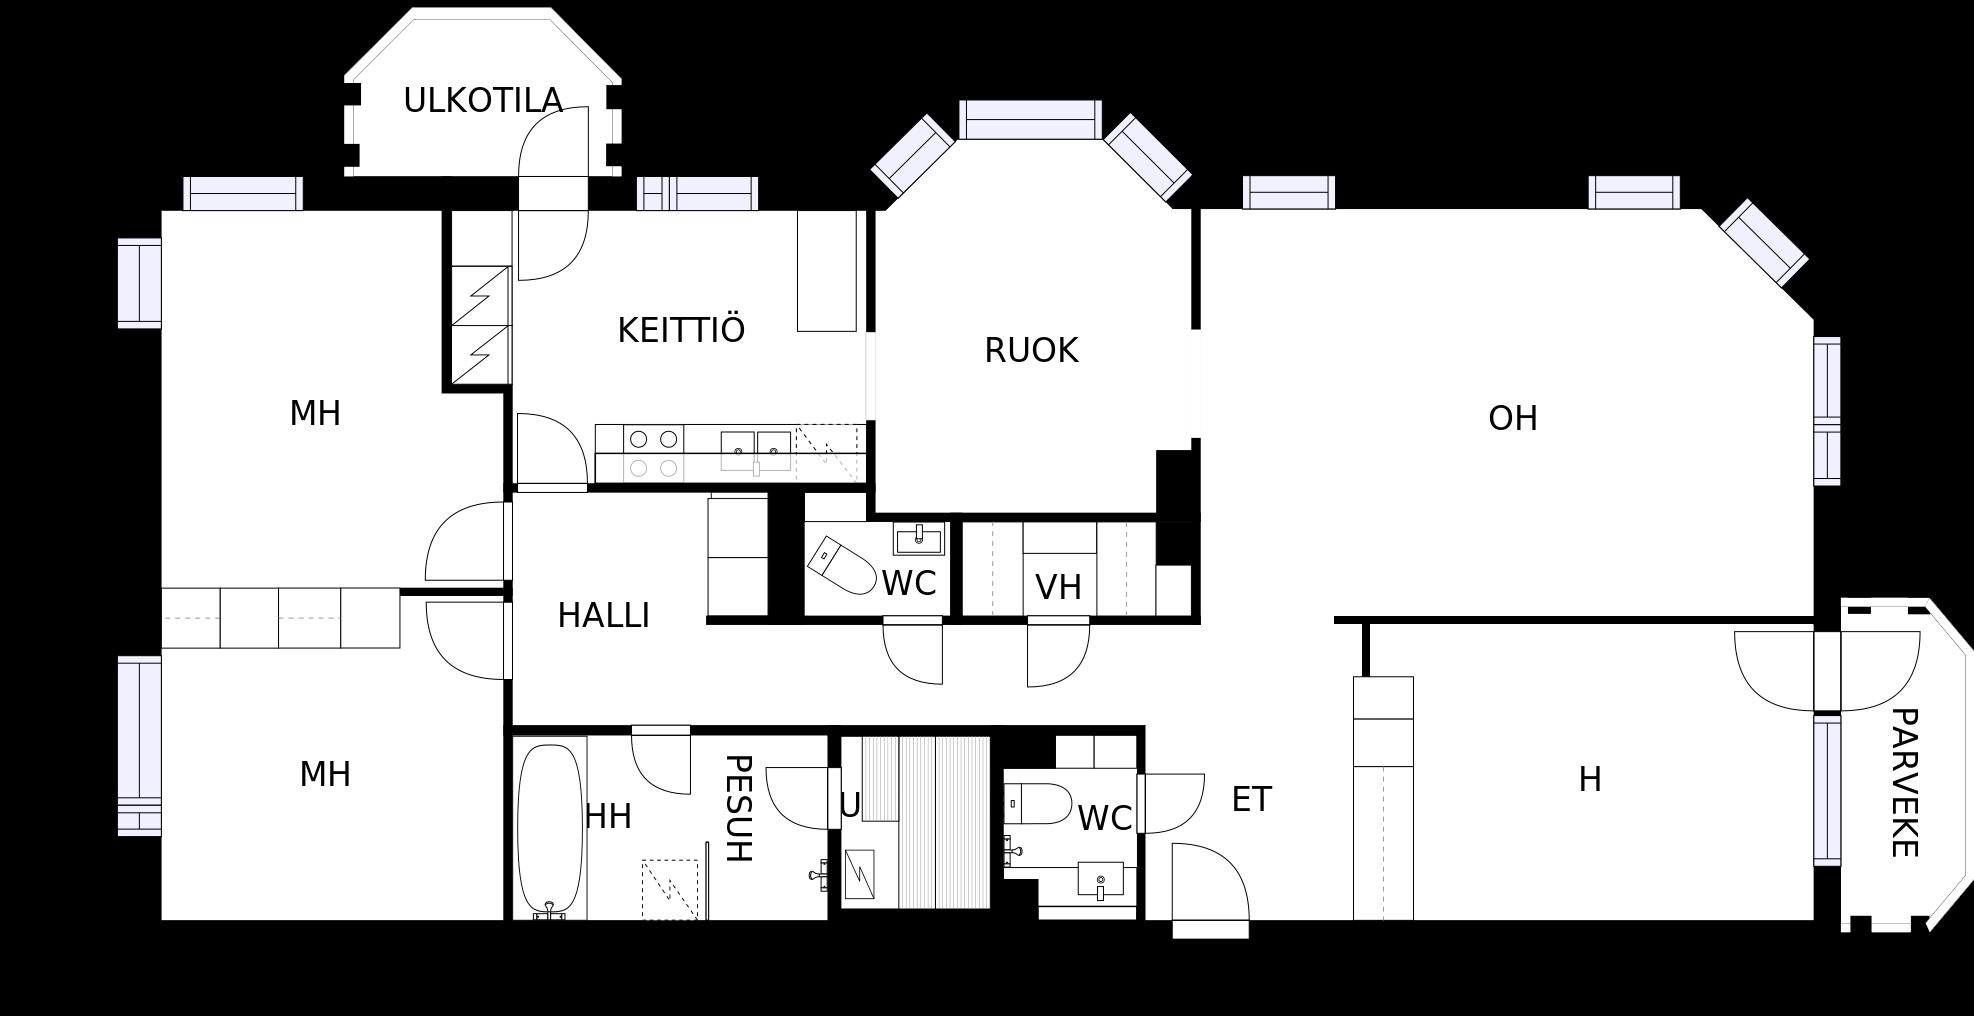 ULKOTILA
KEITTIÖ
RUOK
MH
OH
WC
VH
HALLI
MH
HH
PESUH
U
WC
ET
H
PARVEKE